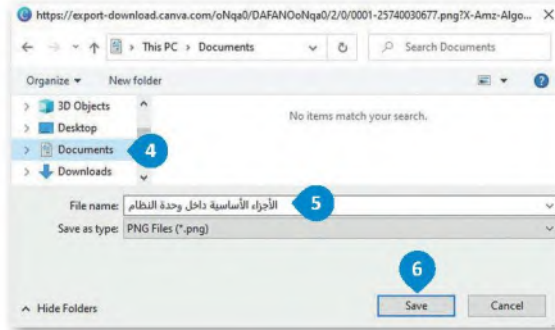 https://export-download.canva.com/oNqa0/DAFANOoNqa0/2/0/0001-25740030677.png?X-Amz-Algo...
This PC > Documents
Search Documents
Organize
New folder
3D Objects
No items match your search.
Desktop
Documents
4
Downloads
File name: الأجزاء الأساسية داخل وحدة النظام
5
Save as type: PNG Files (*.png)
6
Hide Folders
Save
Cancel